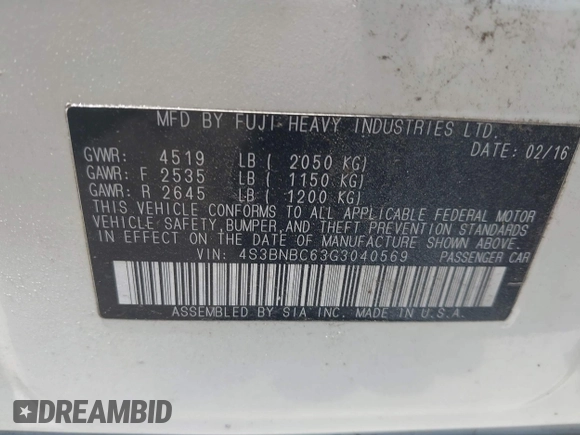 MFD BY FUJI HEAVY INDUSTRIES LTD.
DATE: 02/16
GVWR: 4519 LB ( 2050 KG)
GAWR: F 2535 LB ( 1150 KG)
GAWR: R 2645 LB ( 1200 KG)
THIS VEHICLE CONFORMS TO ALL APPLICABLE FEDERAL MOTOR
VEHICLE SAFETY, BUMPER, AND THEFT PREVENTION STANDARDS
IN EFFECT ON THE DATE OF MANUFACTURE SHOWN ABOVE.
VIN: 4S3BNBC63G3040569 PASSENGER CAR
ASSEMBLED BY SIA INC. MADE IN U.S.A.
DREAMBID